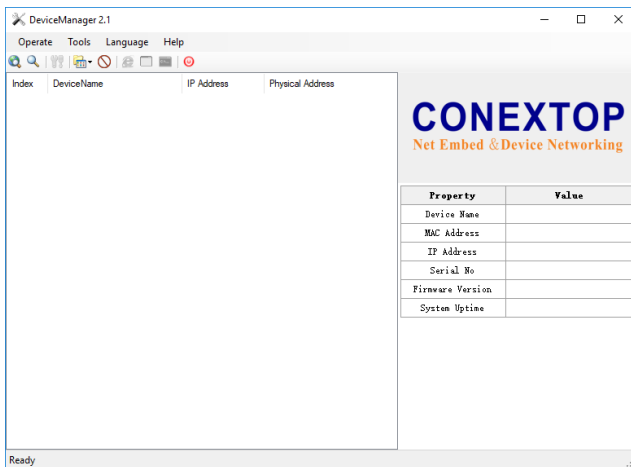 DeviceManager 2.1
Operate Tools Language Help
Index DeviceName IP Address Physical Address
CONEXTOP
Net Embed & Device Networking
Property Value
Device Name
MAC Address
IP Address
Serial No
Firmware Version
System Uptime
Ready